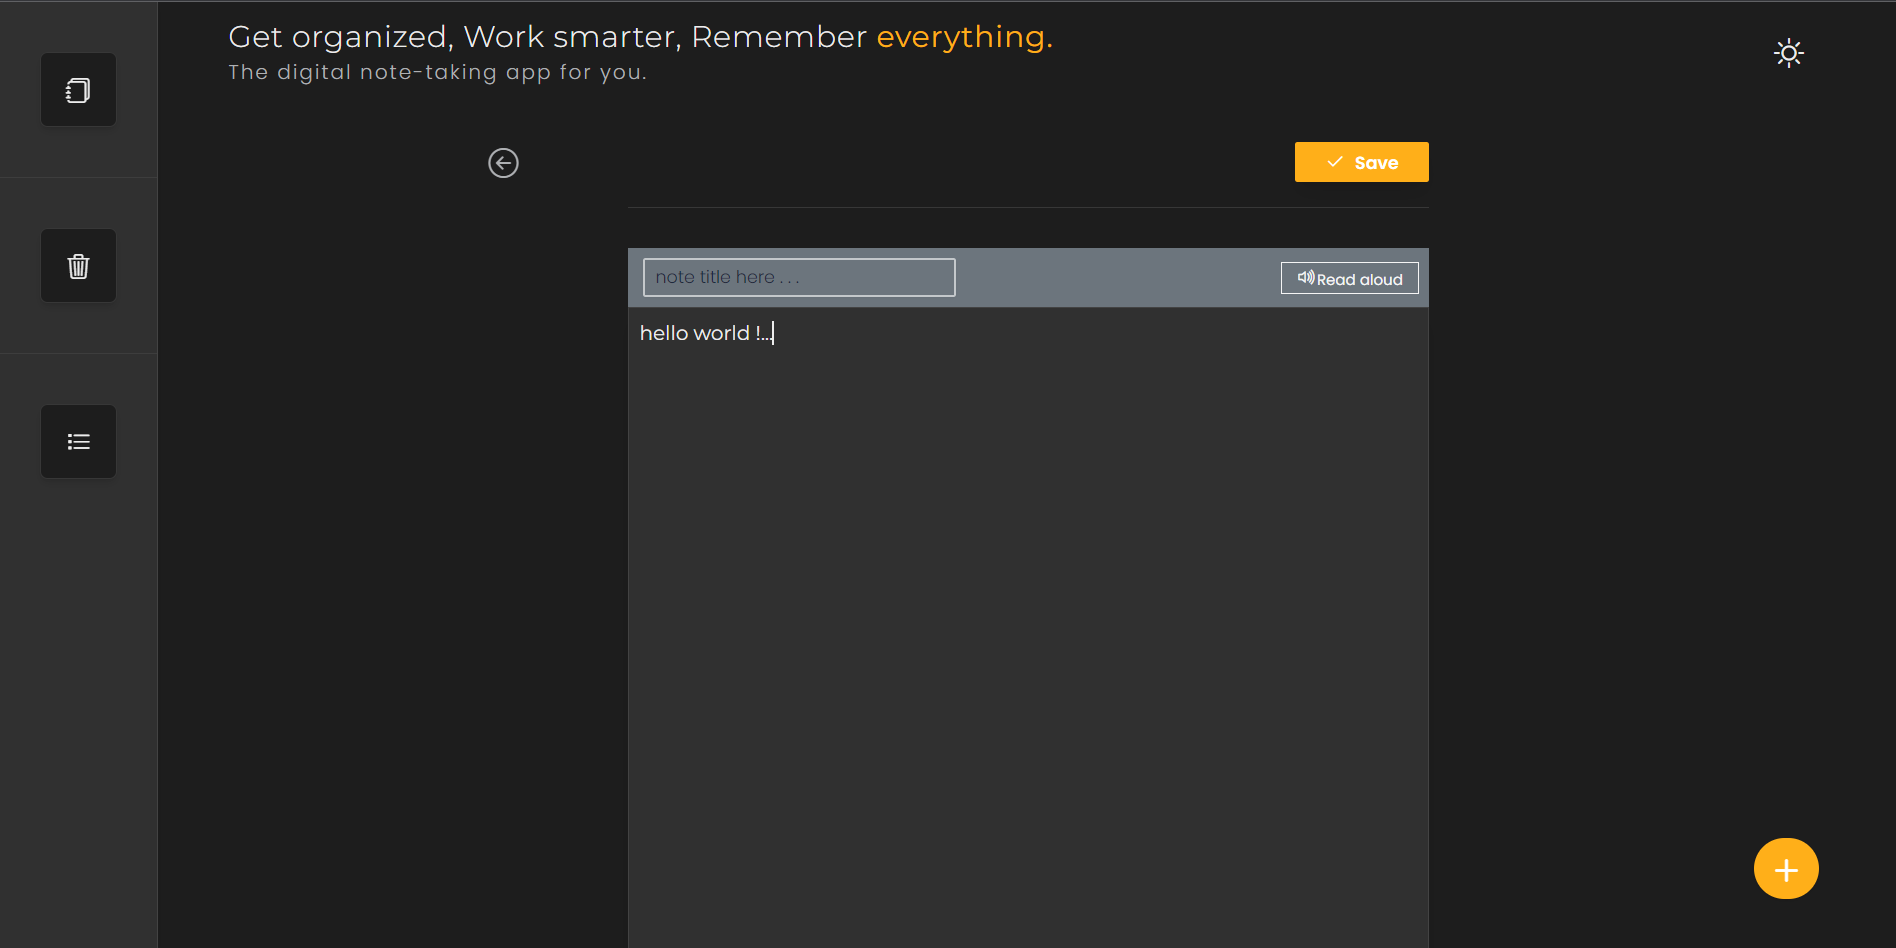 Get organized, Work smarter, Remember everything.
The digital note-taking app for you.
Save
note title here . . .
Read aloud
hello world !...